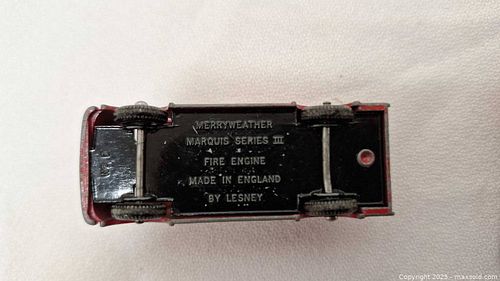 MERRYWEATHER
MARQUIS SERIES III
FIRE ENGINE
MADE IN ENGLAND
BY LESNEY
Copyright 2025 - maxsold.com